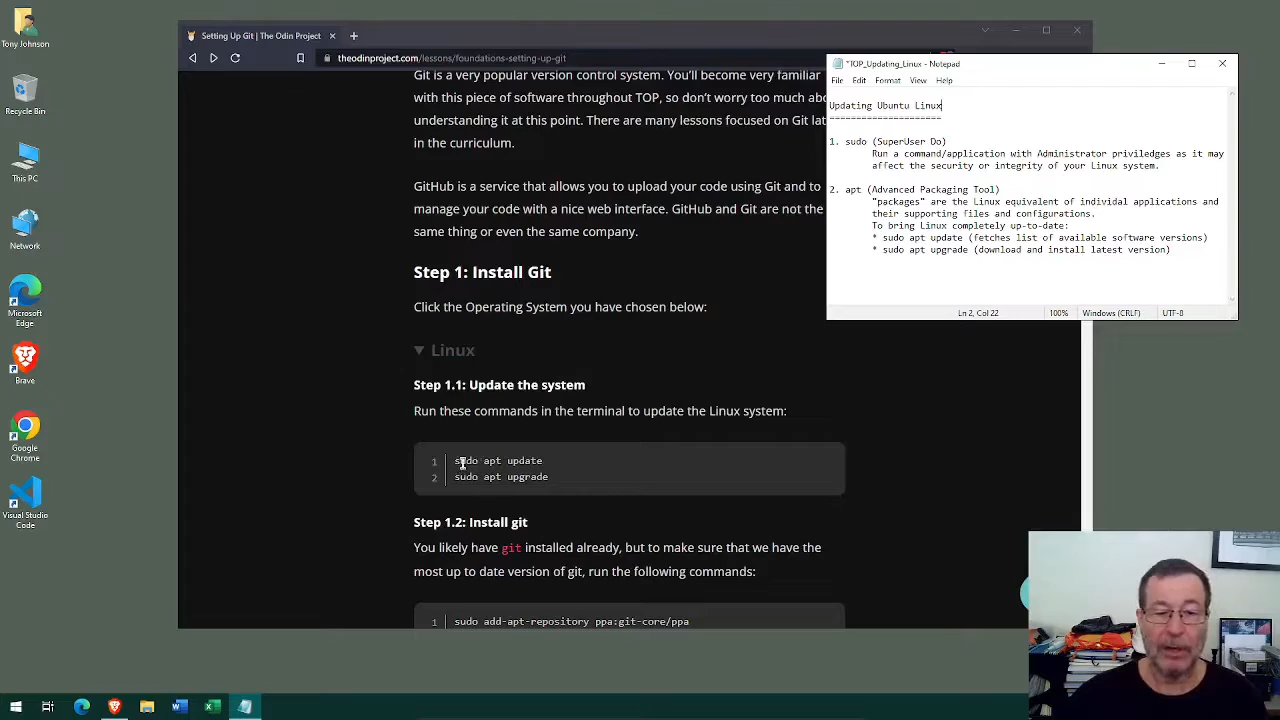 Tony Johnson
Recycle Bin
This PC
Network
Microsoft
Edge
Brave
Google
Chrome
Visual Studio
Code
Setting Up Git | The Odin Project
theodinproject.com/lessons/foundations-setting-up-git
Git is a very popular version control system. You'll become very familiar
with this piece of software throughout TOP, so don't worry too much abo
understanding it at this point. There are many lessons focused on Git lat
in the curriculum.
GitHub is a service that allows you to upload your code using Git and to
manage your code with a nice web interface. GitHub and Git are not the
same thing or even the same company.
Step 1: Install Git
Click the Operating System you have chosen below:
Linux
Step 1.1: Update the system
Run these commands in the terminal to update the Linux system:
1 sudo apt update
2 sudo apt upgrade
Step 1.2: Install git
You likely have git installed already, but to make sure that we have the
most up to date version of git, run the following commands:
1 sudo add-apt-repository ppa:git-core/ppa
*TOP_Updating_Linux - Notepad
File Edit Format View Help
Updating Ubuntu Linux
=====================
1. sudo (SuperUser Do)
Run a command/application with Administrator priviledges as it may
affect the security or integrity of your Linux system.
2. apt (Advanced Packaging Tool)
"packages" are the Linux equivalent of individal applications and
their supporting files and configurations.
To bring Linux completely up-to-date:
* sudo apt update (fetches list of available software versions)
* sudo apt upgrade (download and install latest version)
Ln 2, Col 22 100% Windows (CRLF) UTF-8